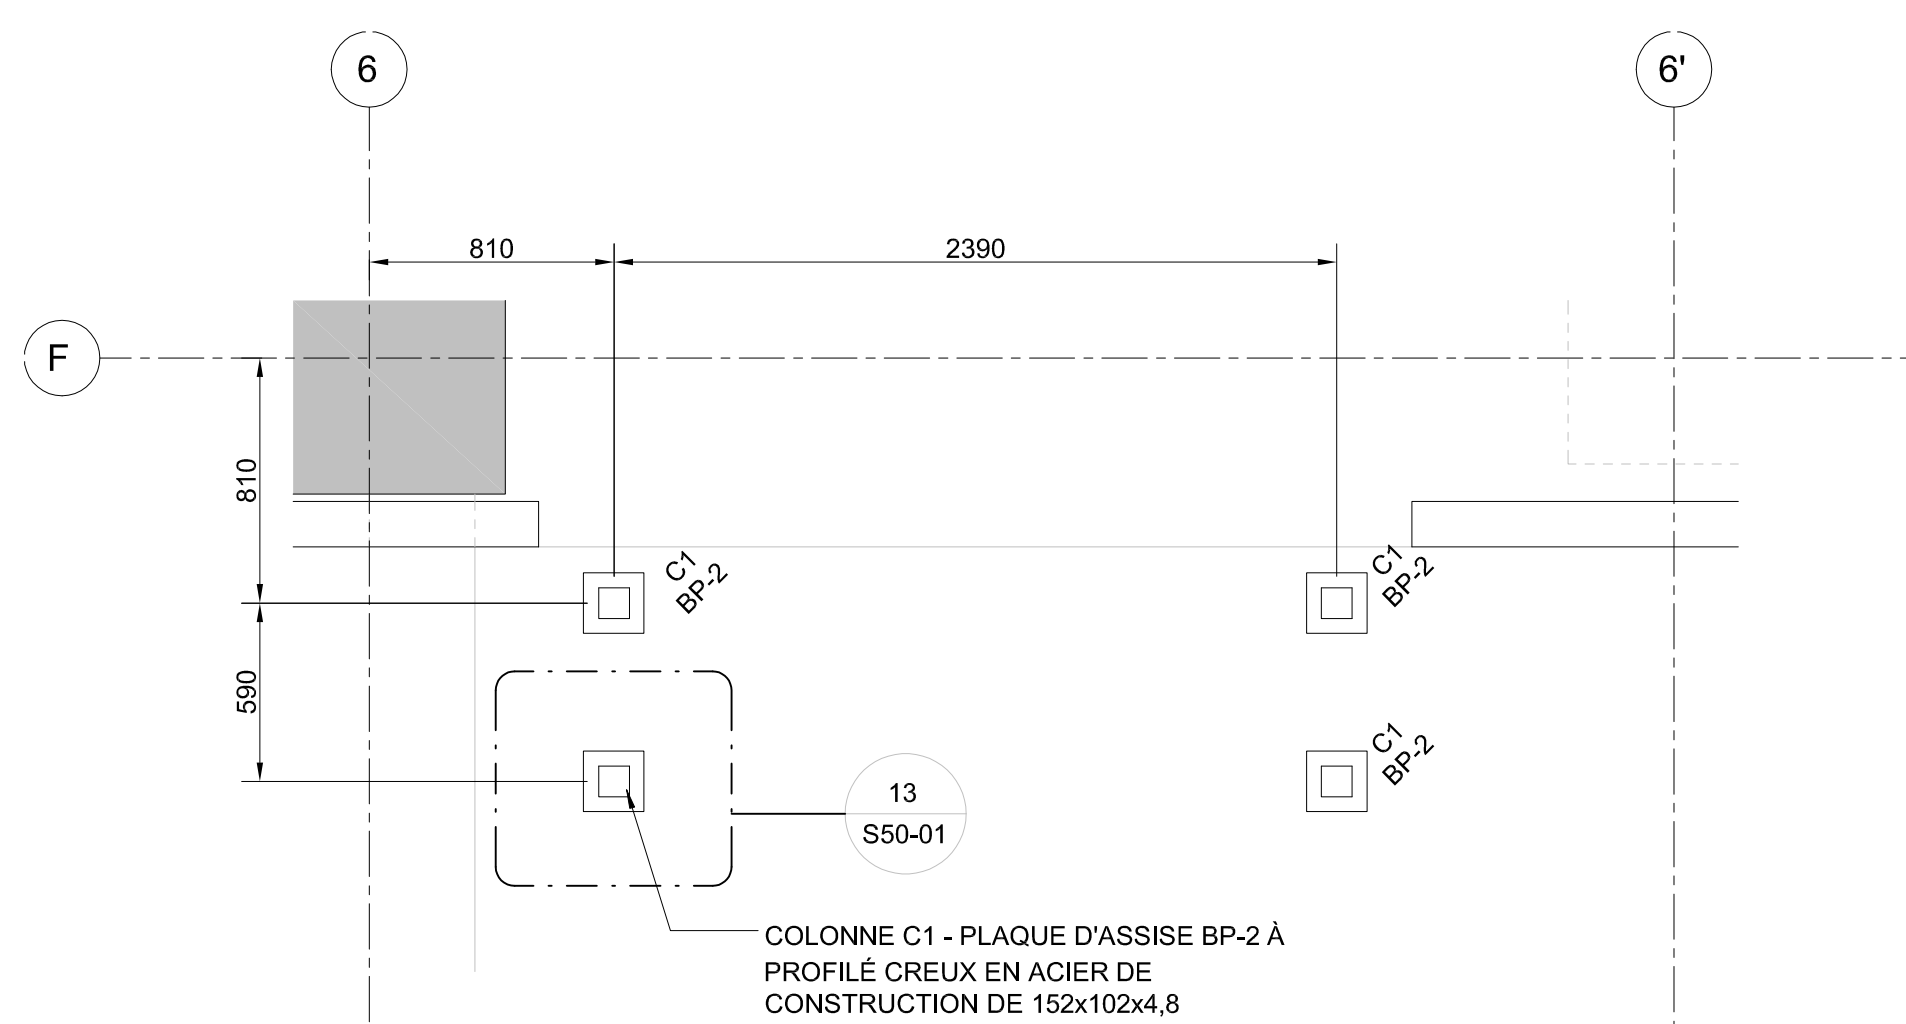 6
6'
810
2390
F
810
C1
BP-2
C1
BP-2
590
C1
BP-2
13
S50-01
COLONNE C1 - PLAQUE D'ASSISE BP-2 À
PROFILÉ CREUX EN ACIER DE
CONSTRUCTION DE 152x102x4,8